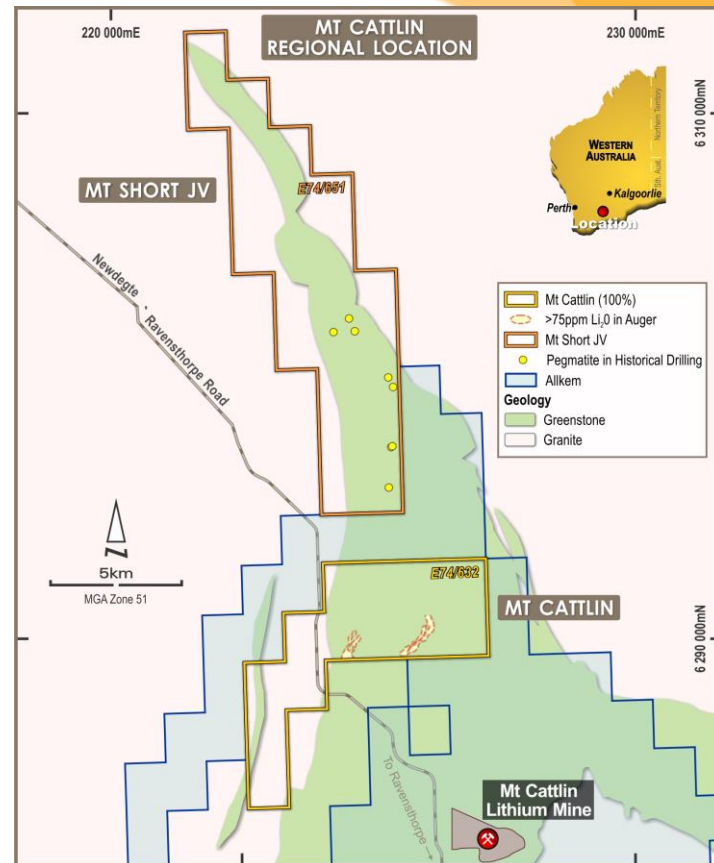 MT CATTLIN
REGIONAL LOCATION
220 000mE
230 000mE
6 310 000mN
WESTERN
AUSTRALIA
Northern Territory
Sth. Aust.
Kalgoorlie
Perth
Location
MT SHORT JV
E74/651
Newdegte - Ravensthorpe Road
Mt Cattlin (100%)
>75ppm Li₂0 in Auger
Mt Short JV
Pegmatite in Historical Drilling
Allkem
Geology
Greenstone
Granite
N
5km
MGA Zone 51
E74/632
MT CATTLIN
6 290 000mN
To Ravensthorpe
Mt Cattlin
Lithium Mine